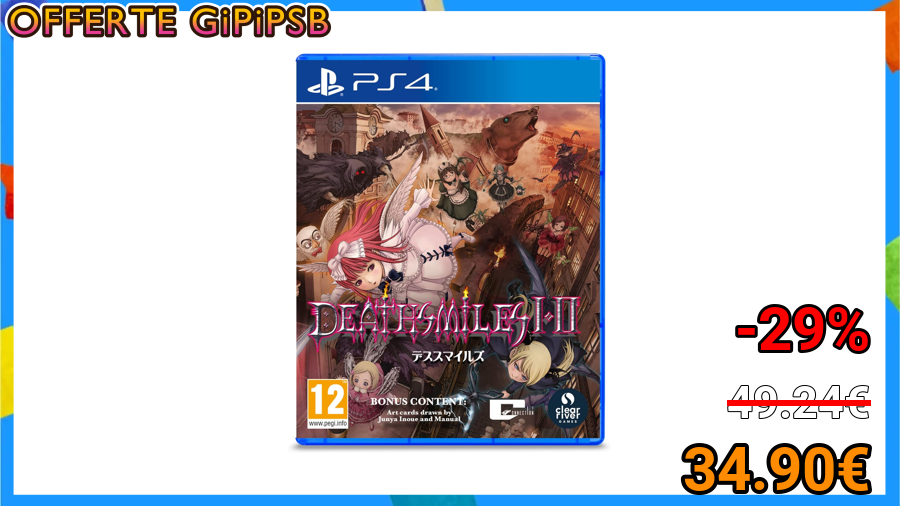 OFFERTE GiPiPSB
PS4
DEATHSMILES I·II
デススマイルズ
12
www.pegi.info
BONUS CONTENT:
Art cards drawn by
Junya Inoue and Manual
CONNECTION
clear
river
GAMES
-29%
49.24€
34.90€